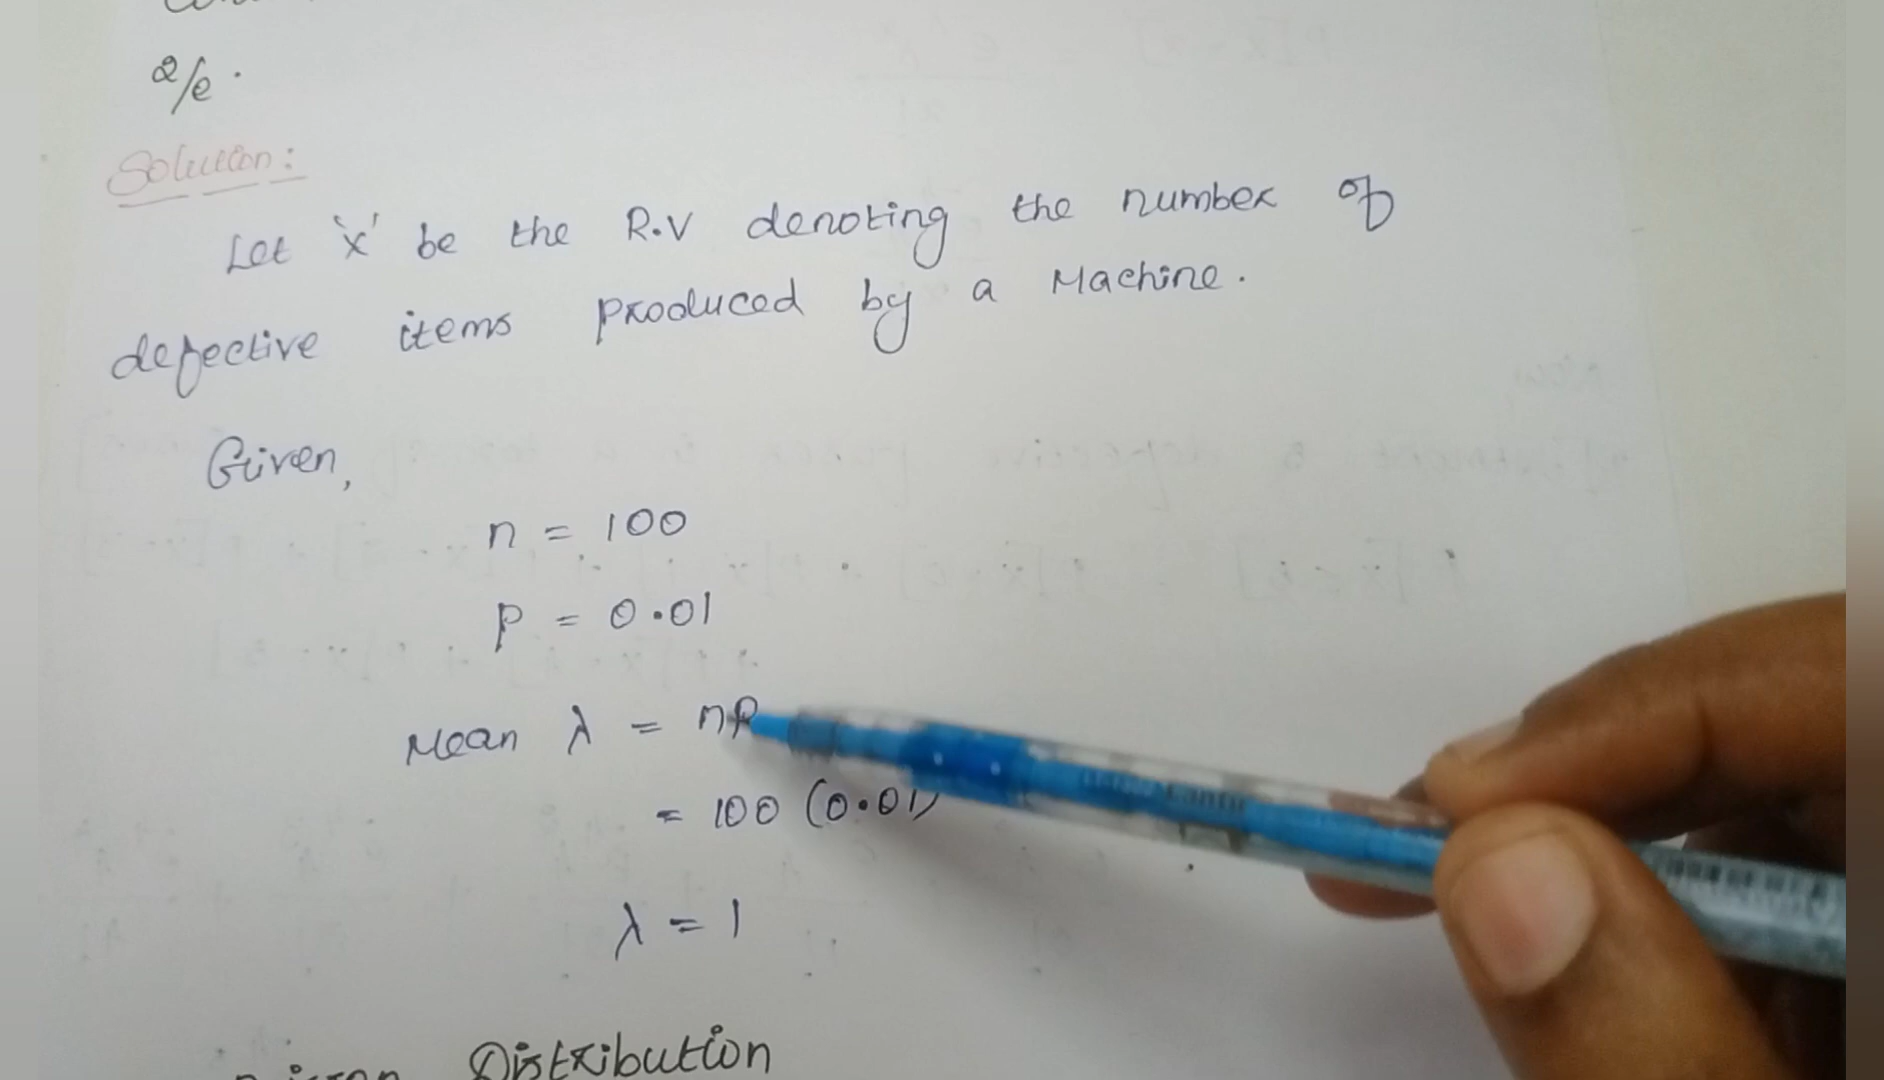 2/e.
Solution:
Let 'x' be the R.V denoting the number of
defective items produced by a Machine.
Given,
n = 100
p = 0.01
Mean λ = np
= 100 (0.01)
λ = 1
Distribution